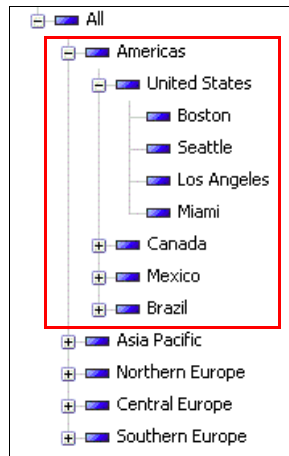 All
Americas
United States
Boston
Seattle
Los Angeles
Miami
Canada
Mexico
Brazil
Asia Pacific
Northern Europe
Central Europe
Southern Europe